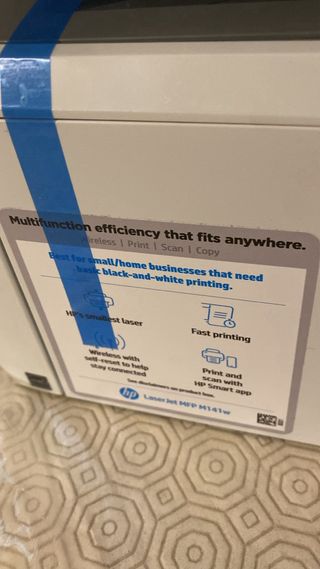 Multifunction efficiency that fits anywhere.
Wireless | Print | Scan | Copy
Best for small/home businesses that need
basic black-and-white printing.
HP's smallest laser
Fast printing
Wireless with
self-reset to help
stay connected
Print and
scan with
HP Smart app
See disclaimers on product box.
hp LaserJet MFP M141w